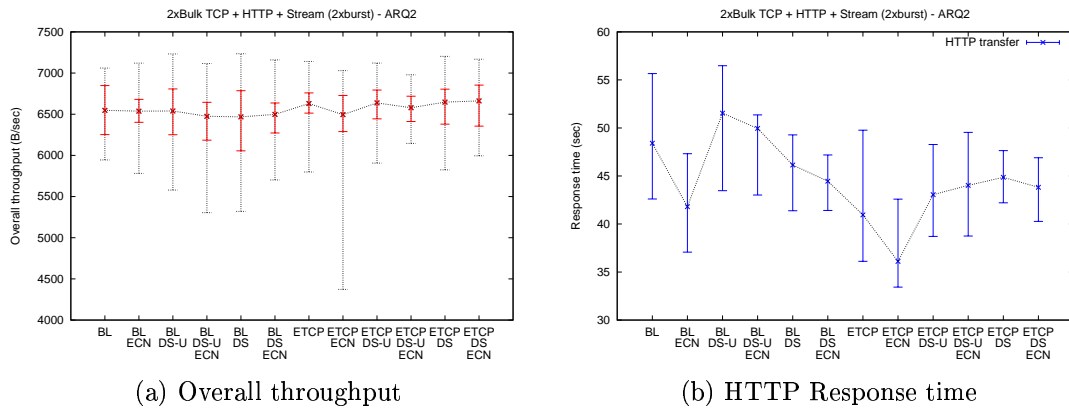 2xBulk TCP + HTTP + Stream (2xburst) - ARQ2
7500
7000
6500
6000
5500
5000
4500
4000
Overall throughput (B/sec)
BL BL BL BL BL BL ETCP ETCP ETCP ETCP ETCP ETCP
ECN DS-U DS-U DS DS ECN DS-U DS-U DS DS
ECN ECN ECN ECN
(a) Overall throughput
2xBulk TCP + HTTP + Stream (2xburst) - ARQ2
HTTP transfer
60
55
50
45
40
35
30
Response time (sec)
BL BL BL BL BL BL ETCP ETCP ETCP ETCP ETCP ETCP
ECN DS-U DS-U DS DS ECN DS-U DS-U DS DS
ECN ECN ECN ECN
(b) HTTP Response time